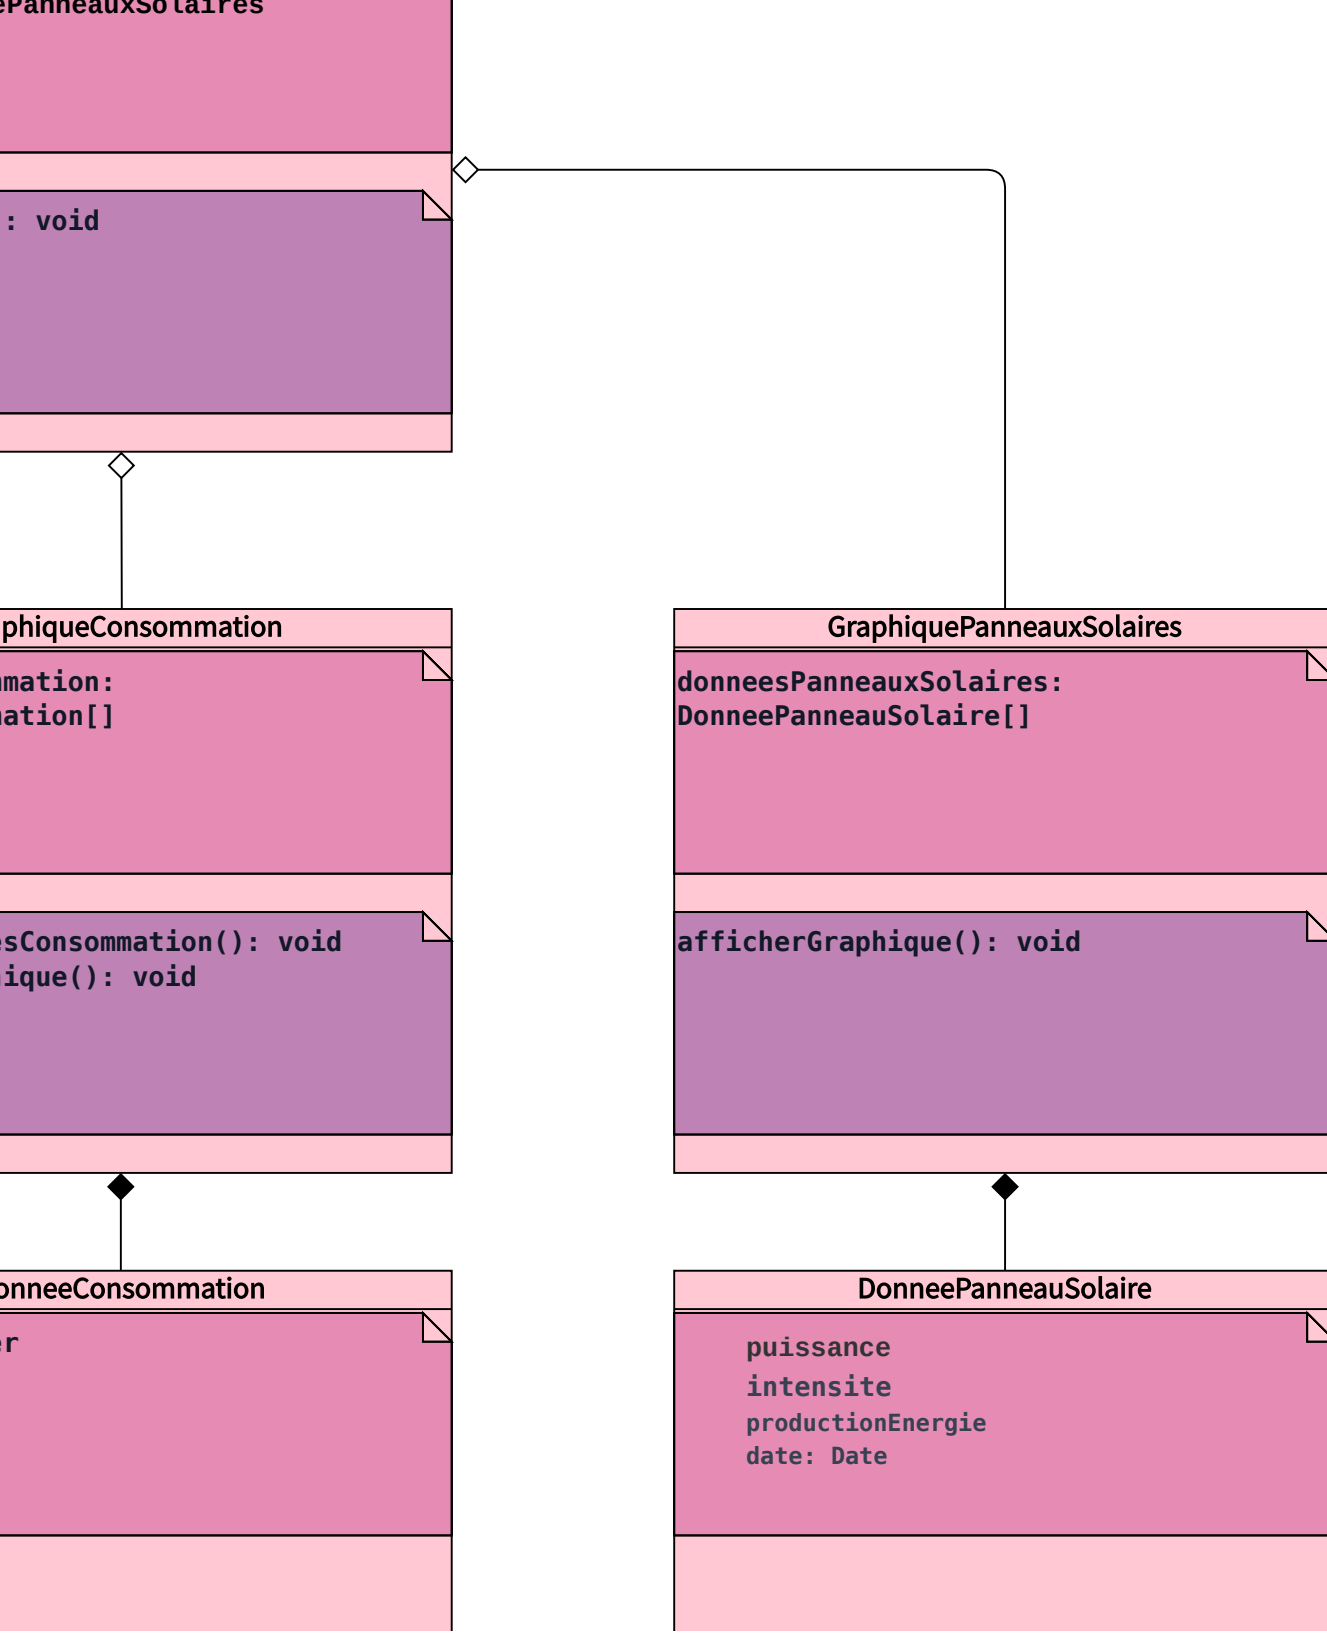 ePanneauxSolaires
: void
phiqueConsommation
mation:
ation[]
esConsommation(): void
ique(): void
onneeConsommation
er
GraphiquePanneauxSolaires
donneesPanneauxSolaires:
DonneePanneauSolaire[]
afficherGraphique(): void
DonneePanneauSolaire
puissance
intensite
productionEnergie
date: Date